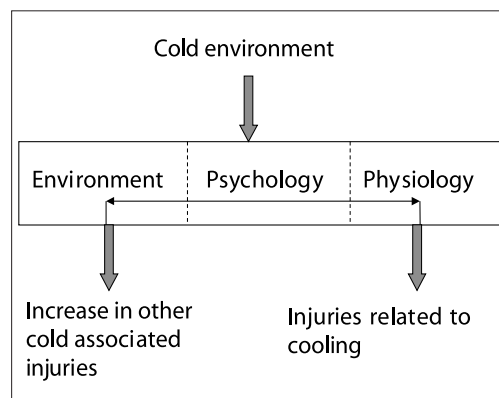 Cold environment
Environment Psychology Physiology
Increase in other
cold associated
injuries
Injuries related to
cooling